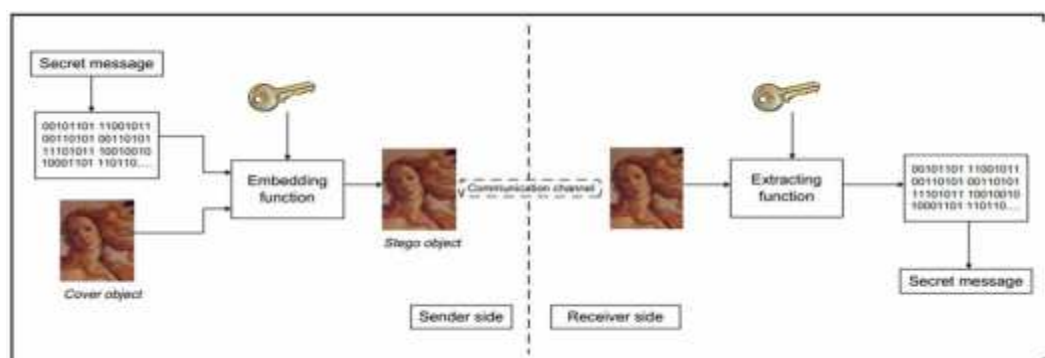 Secret message
00101101 11001011
00110101 00110101
11101011 10010010
10001101 110110....
Embedding
function
Cover object
Stego object
Communication channel
Sender side
Extracting
function
00101101 11001011
00110101 00110101
11101011 10010010
10001101 110110....
Secret message
Receiver side